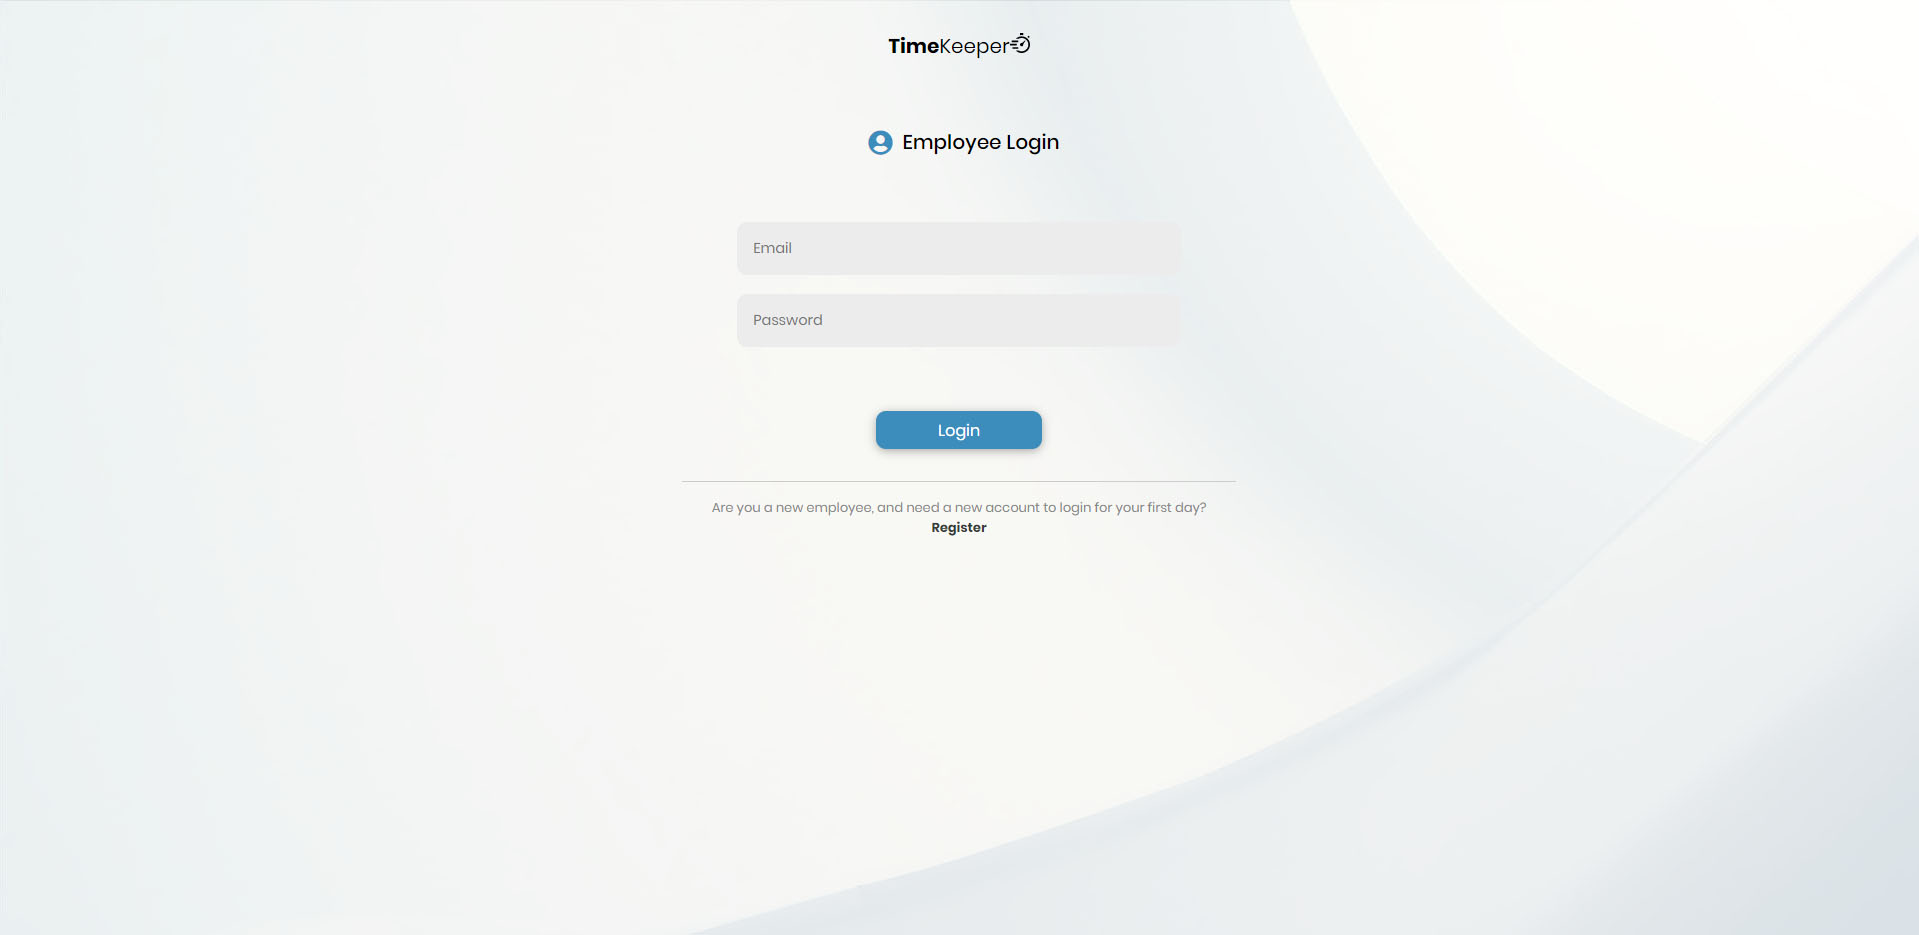 TimeKeeper
Employee Login
Email
Password
Login
Are you a new employee, and need a new account to login for your first day?
Register